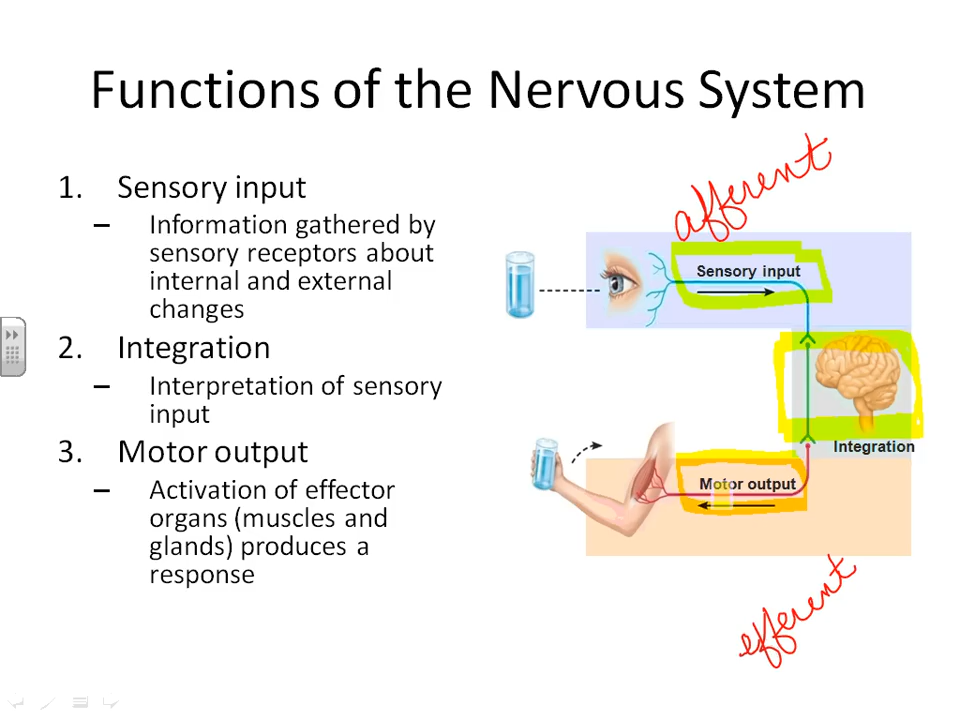 Functions of the Nervous System
1. Sensory input
– Information gathered by
sensory receptors about
internal and external
changes
2. Integration
– Interpretation of sensory
input
3. Motor output
– Activation of effector
organs (muscles and
glands) produces a
response
afferent
Sensory input
Integration
Motor output
efferent